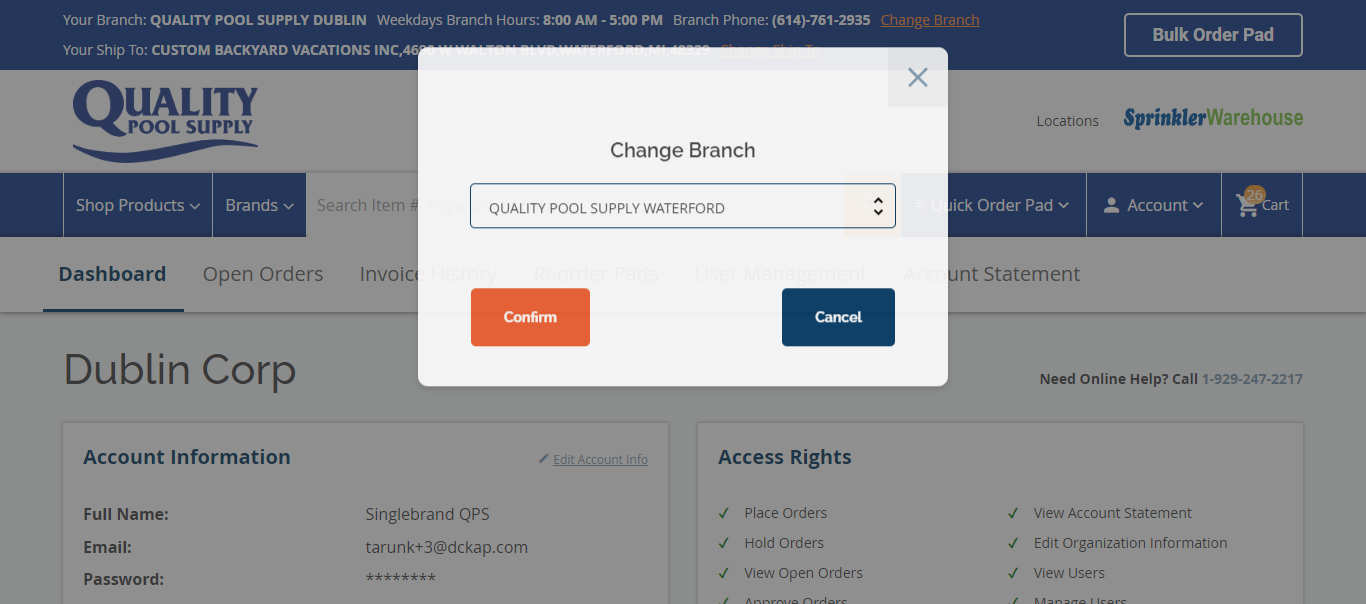 Your Branch: QUALITY POOL SUPPLY DUBLIN Weekdays Branch Hours: 8:00 AM - 5:00 PM Branch Phone: (614)-761-2935 Change Branch
Bulk Order Pad
Your Ship To: CUSTOM BACKYARD VACATIONS INC,4680 W WALTON BLVD,WATERFORD,MI,48329 Change Ship To
QUALITY
POOL SUPPLY
Locations
SprinklerWarehouse
Change Branch
Shop Products
Brands
Search Item #, Keyword
QUALITY POOL SUPPLY WATERFORD
Quick Order Pad
Account
26
Cart
Dashboard
Open Orders
Invoice History
Reorder Pads
User Management
Account Statement
Confirm
Cancel
Dublin Corp
Need Online Help? Call 1-929-247-2217
Account Information
Edit Account Info
Full Name: Singlebrand QPS
Email: tarunk+3@dckap.com
Password: ********
Access Rights
Place Orders
View Account Statement
Hold Orders
Edit Organization Information
View Open Orders
View Users
Approve Orders
Manage Users